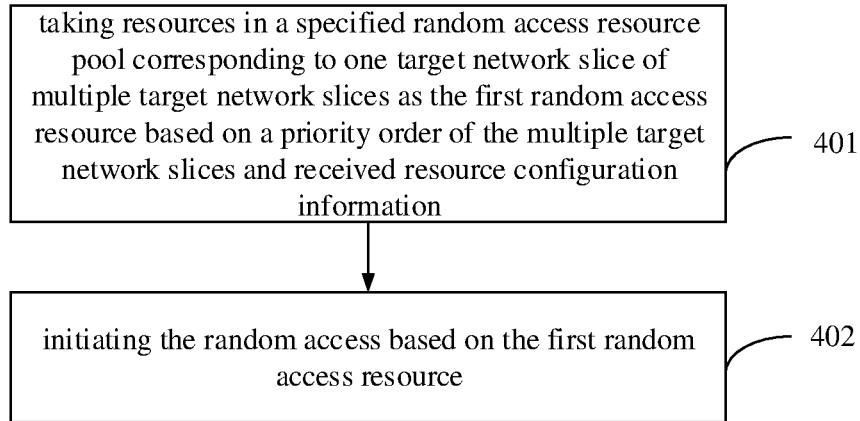 taking resources in a specified random access resource
pool corresponding to one target network slice of
multiple target network slices as the first random access
resource based on a priority order of the multiple target
network slices and received resource configuration
information
401
initiating the random access based on the first random
access resource
402